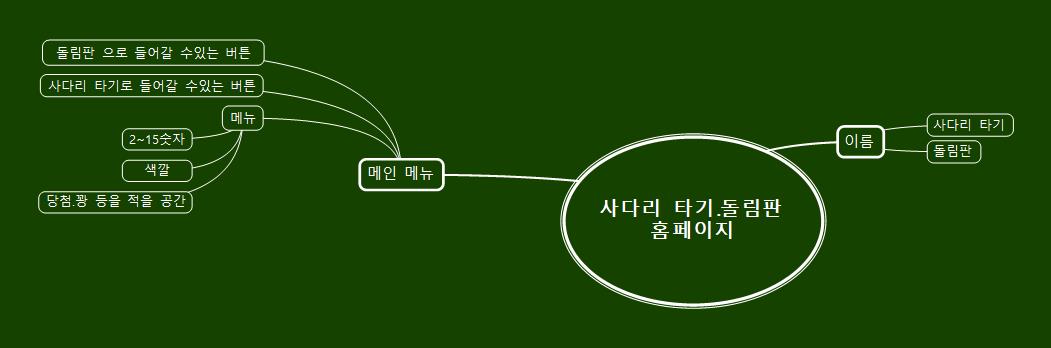 돌림판 으로 들어갈 수있는 버튼
사다리 타기로 들어갈 수있는 버튼
메뉴
2~15숫자
색깔
당첨.꽝 등을 적을 공간
메인 메뉴
사다리 타기.돌림판
홈페이지
이름
사다리 타기
돌림판